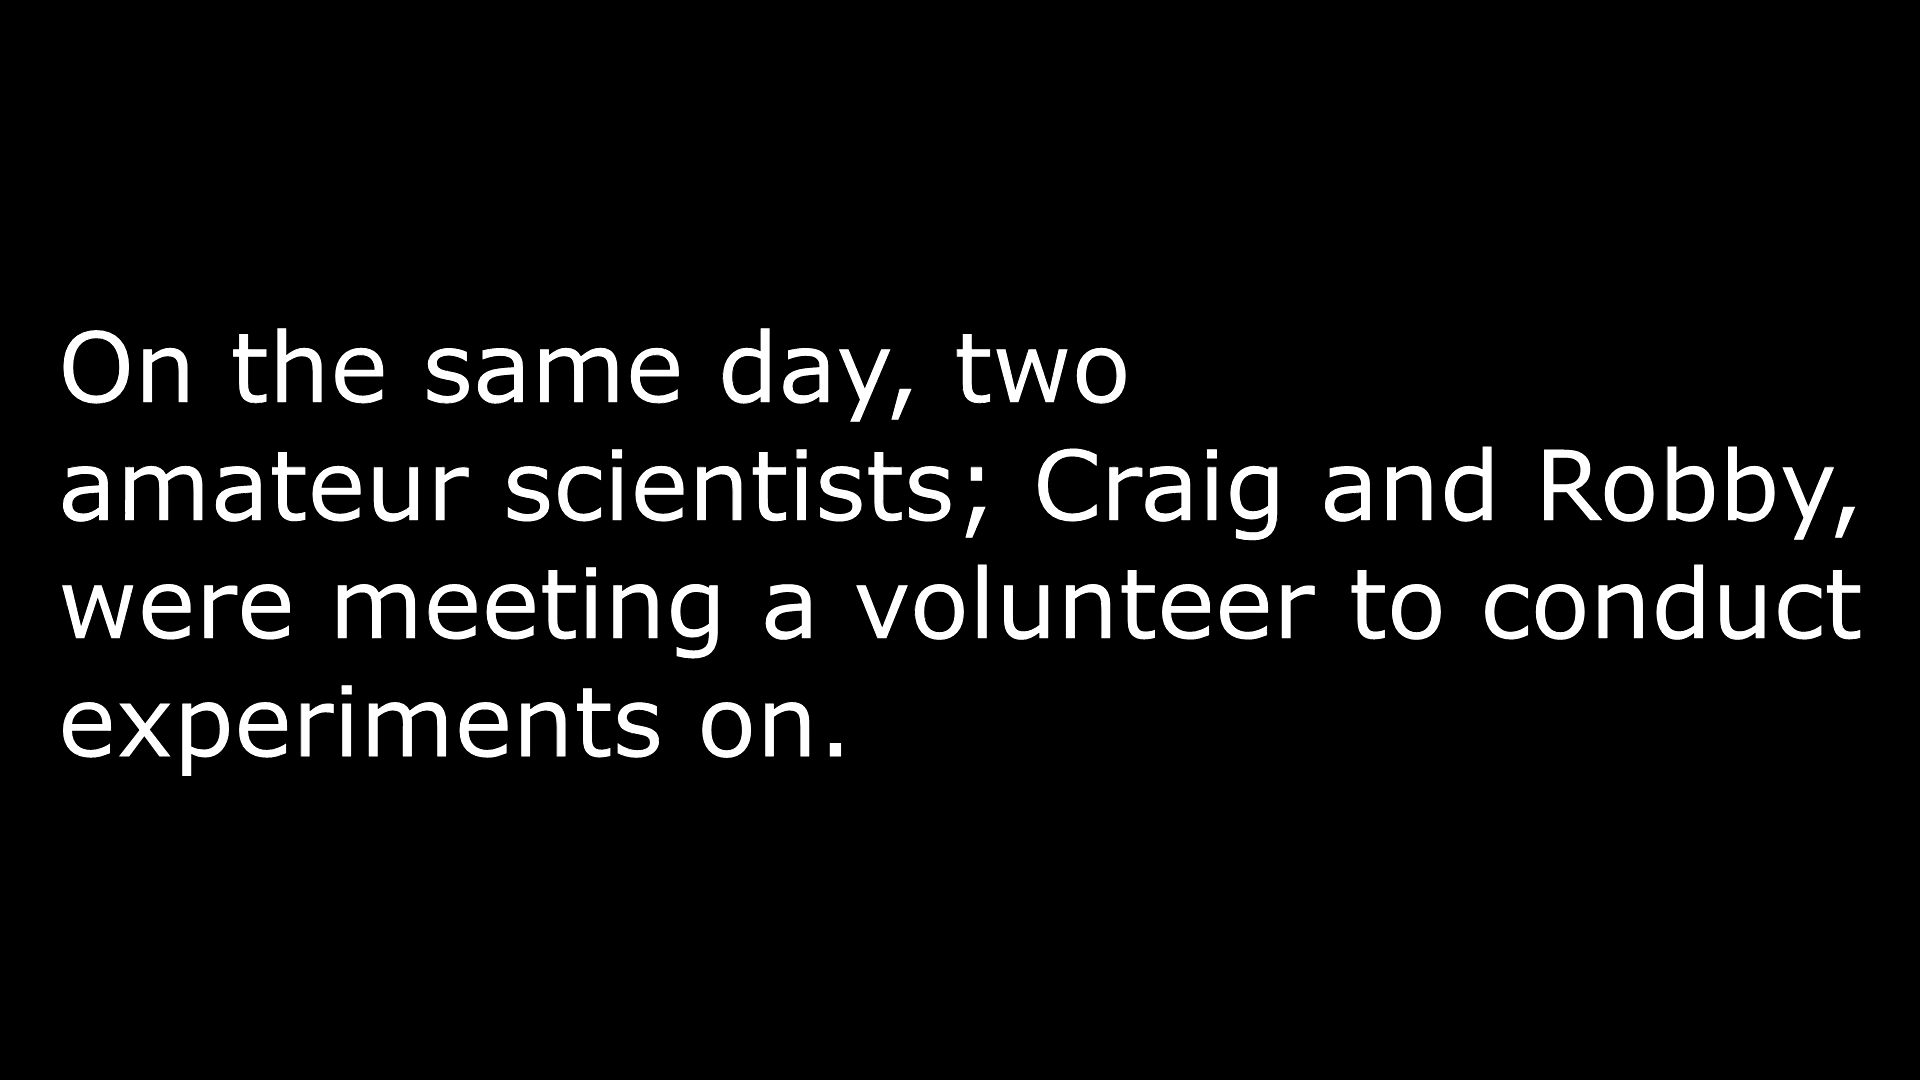 On the same day, two
amateur scientists; Craig and Robby,
were meeting a volunteer to conduct
experiments on.